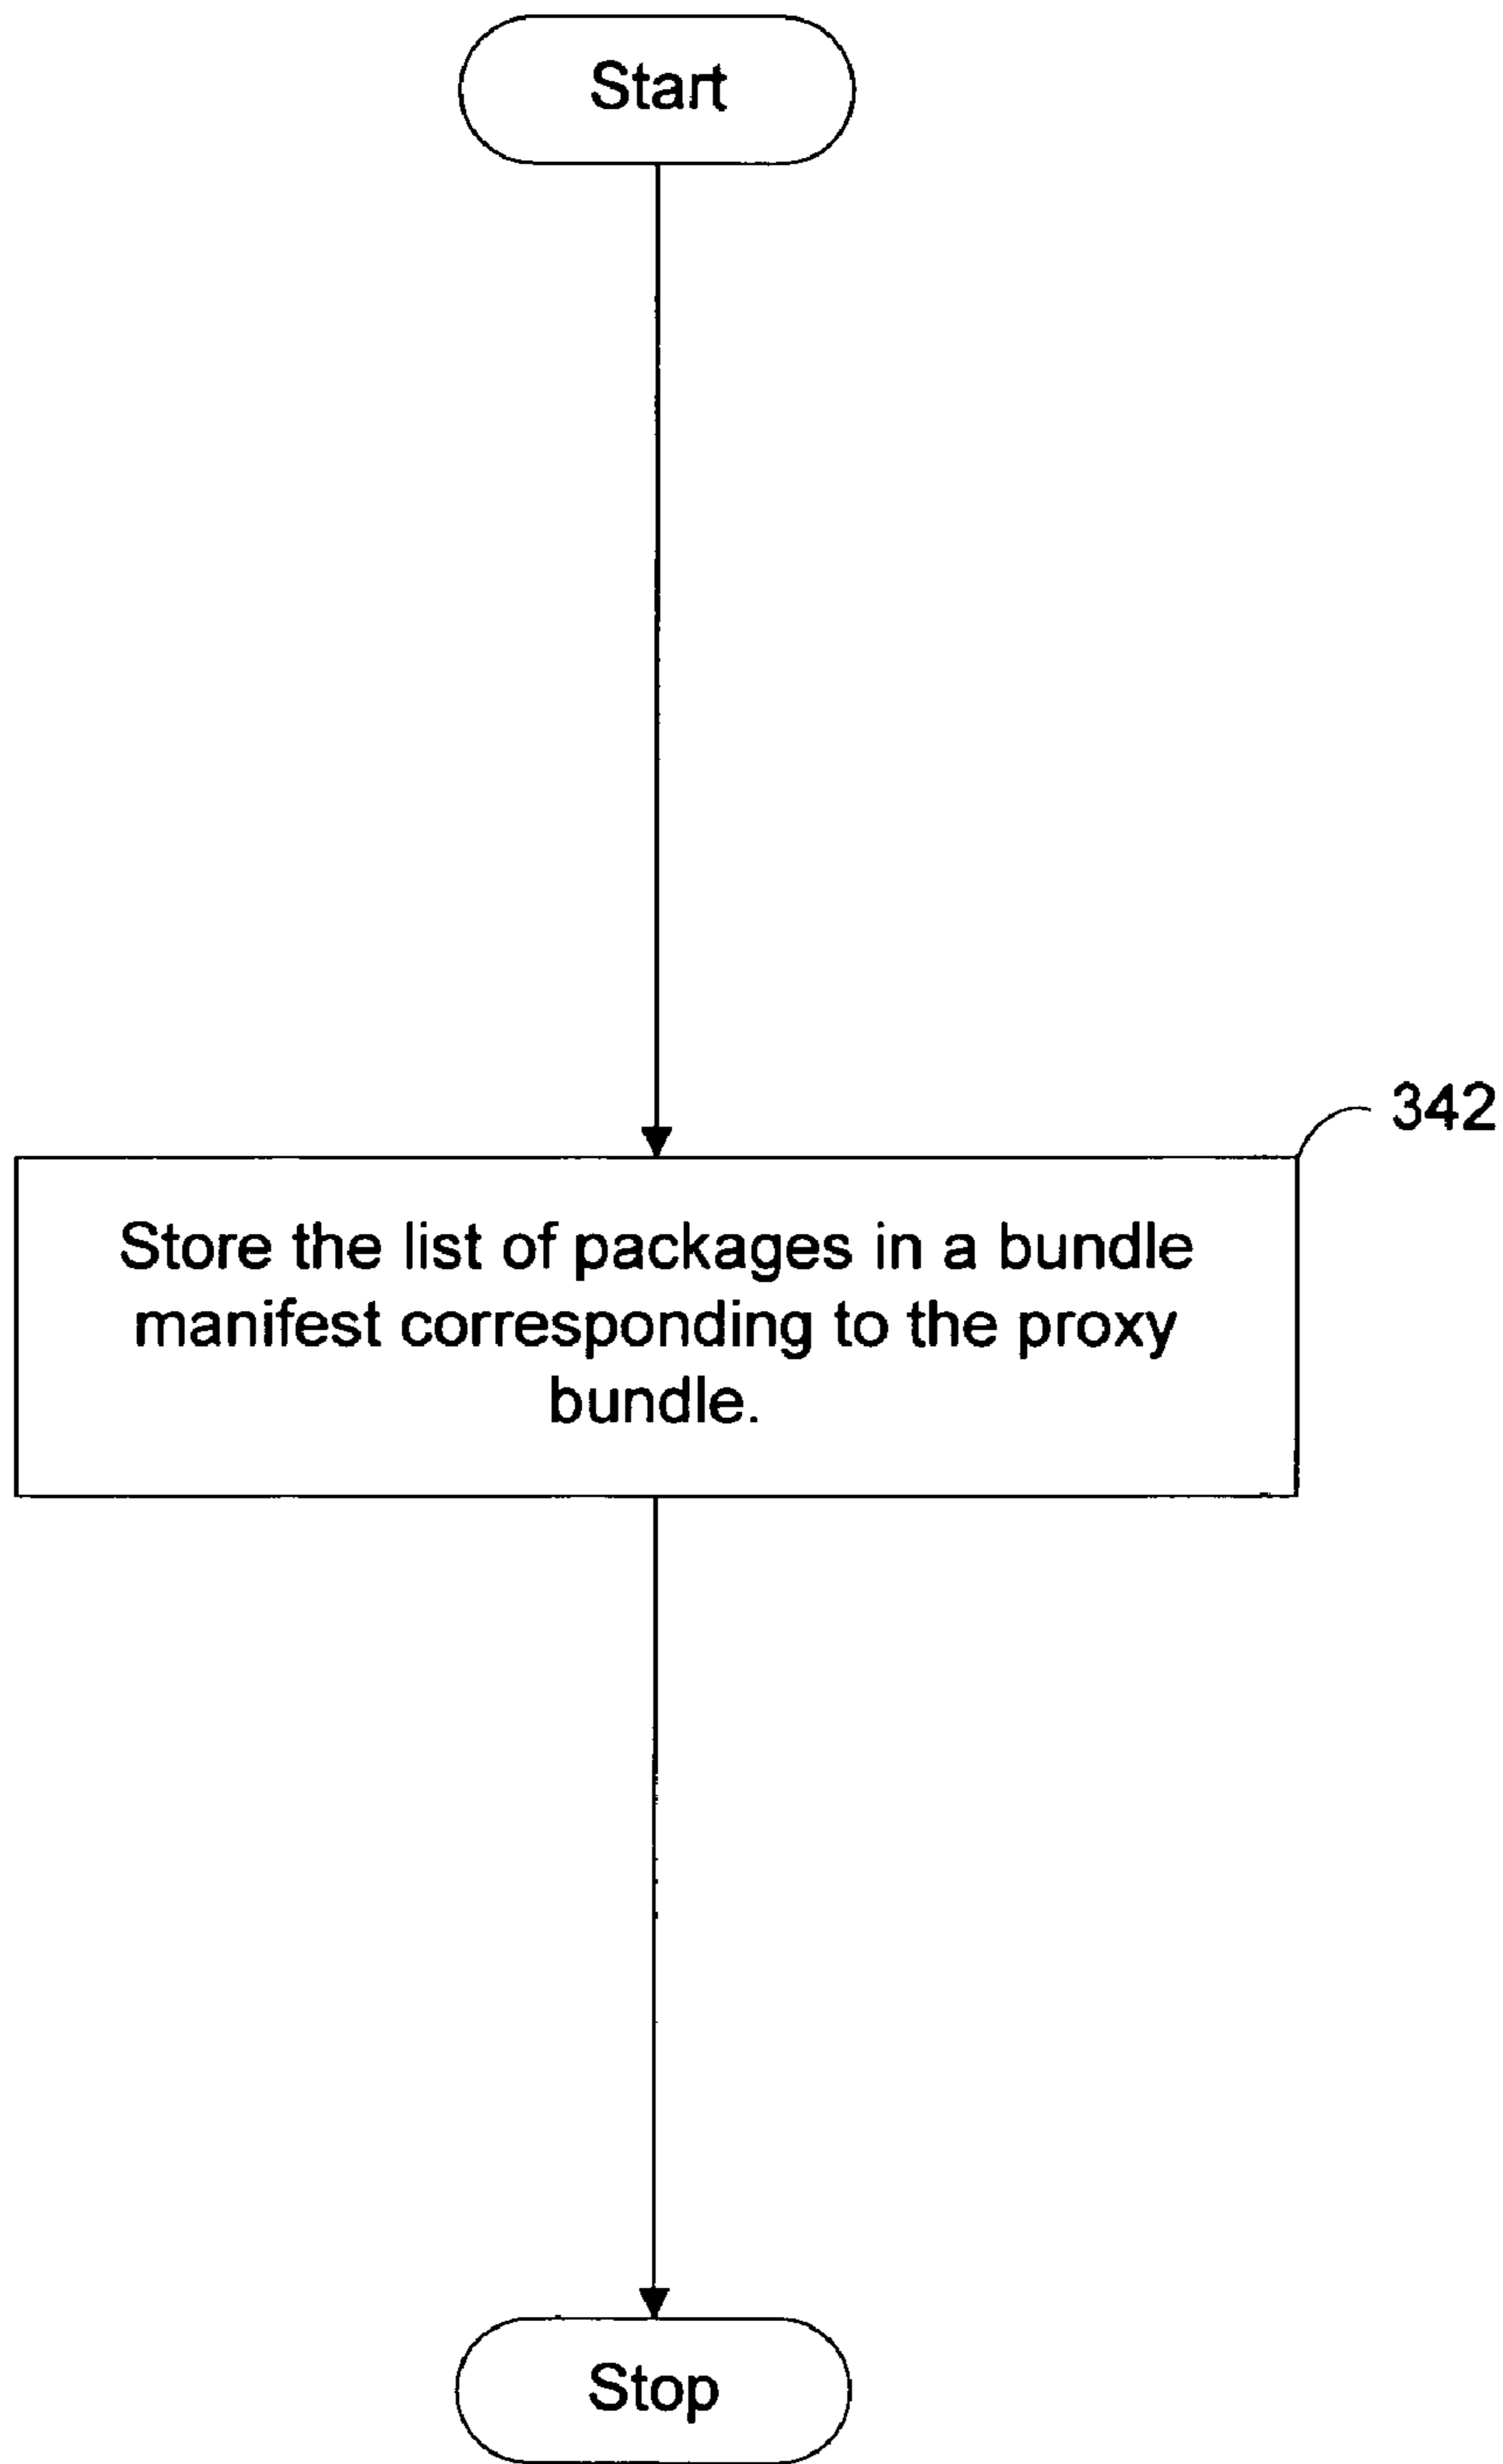 Start
342
Store the list of packages in a bundle
manifest corresponding to the proxy
bundle.
Stop